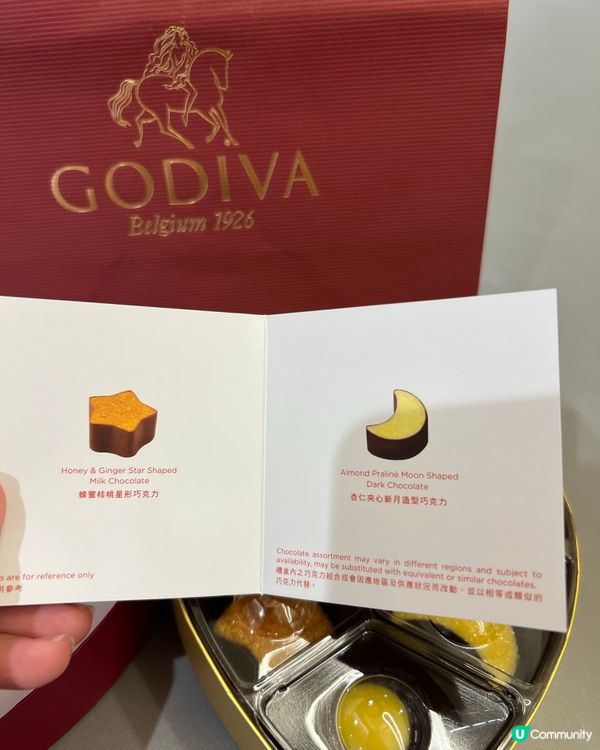 GODIVA
Belgium 1926
Honey & Ginger Star Shaped
Milk Chocolate
蜂蜜核桃星形巧克力
Almond Praliné Moon Shaped
Dark Chocolate
杏仁夾心新月造型巧克力
s are for reference only
供參考
Chocolate assortment may vary in different regions and subject to
availability, may be substituted with equivalent or similar chocolates.
禮盒內之巧克力組合或會因應地區及供應狀況而改動，並以相等或類似的
巧克力代替。
U Community